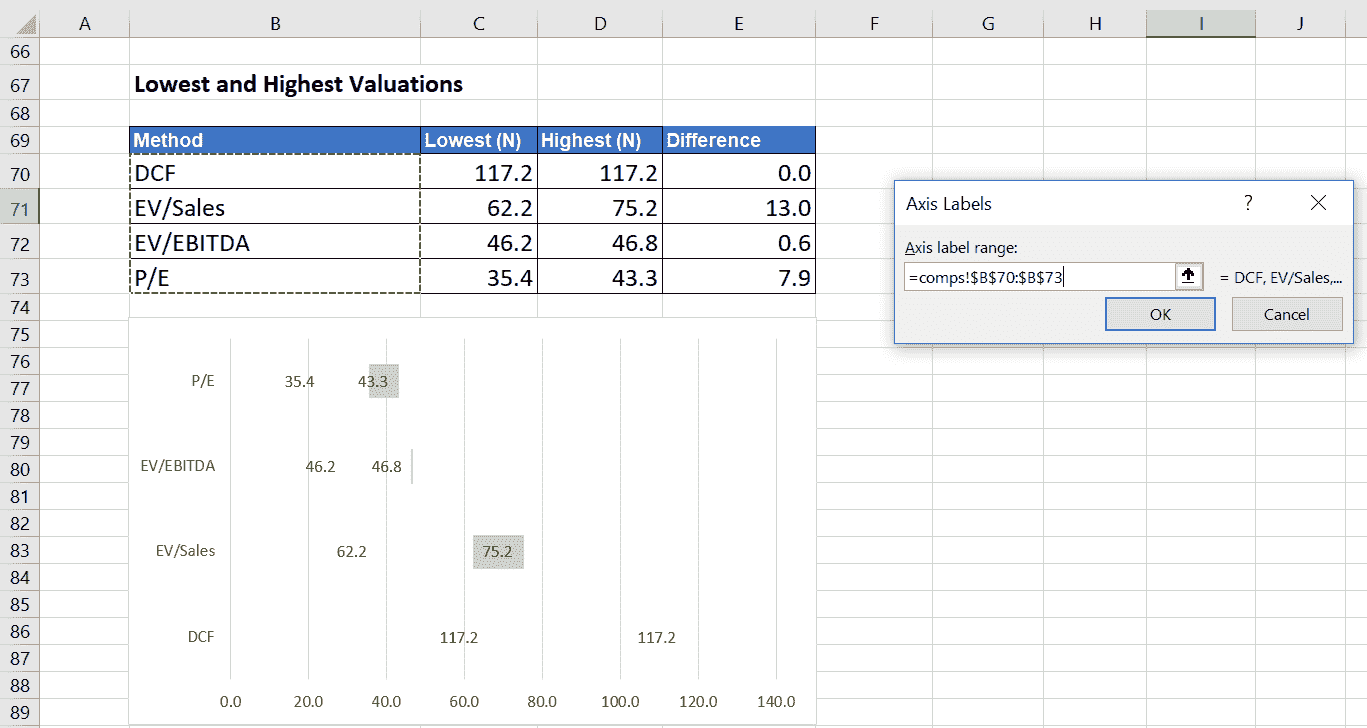 A B C D E F G H I J
66
67 Lowest and Highest Valuations
68
69 Method Lowest (N) Highest (N) Difference
70 DCF 117.2 117.2 0.0
71 EV/Sales 62.2 75.2 13.0
72 EV/EBITDA 46.2 46.8 0.6
73 P/E 35.4 43.3 7.9
74
75
76
77
78
79
80
81
82
83
84
85
86
87
88
89
P/E 35.4 43.3
EV/EBITDA 46.2 46.8
EV/Sales 62.2 75.2
DCF 117.2 117.2
0.0 20.0 40.0 60.0 80.0 100.0 120.0 140.0
Axis Labels ?
Axis label range:
=comps!$B$70:$B$73 = DCF, EV/Sales,...
OK Cancel